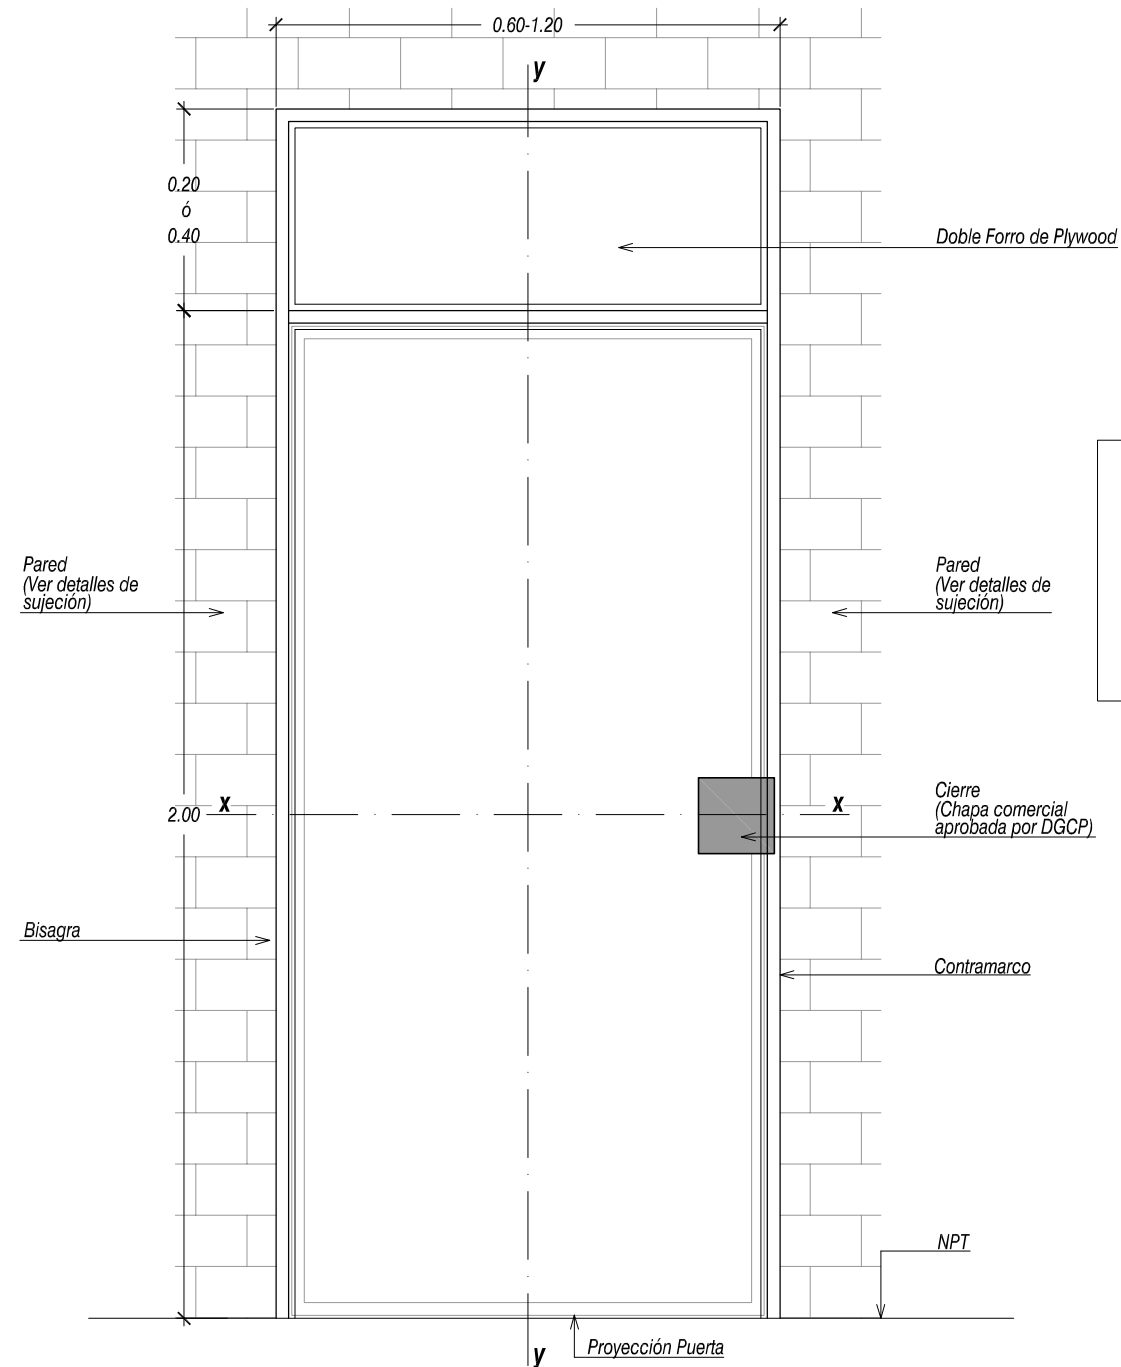 0.60-1.20
y
0.20
ó
0.40
Doble Forro de Plywood
Pared
(Ver detalles de
sujeción)
Pared
(Ver detalles de
sujeción)
2.00
x
x
Cierre
(Chapa comercial
aprobada por DGCP)
Bisagra
Contramarco
NPT
Proyección Puerta
y